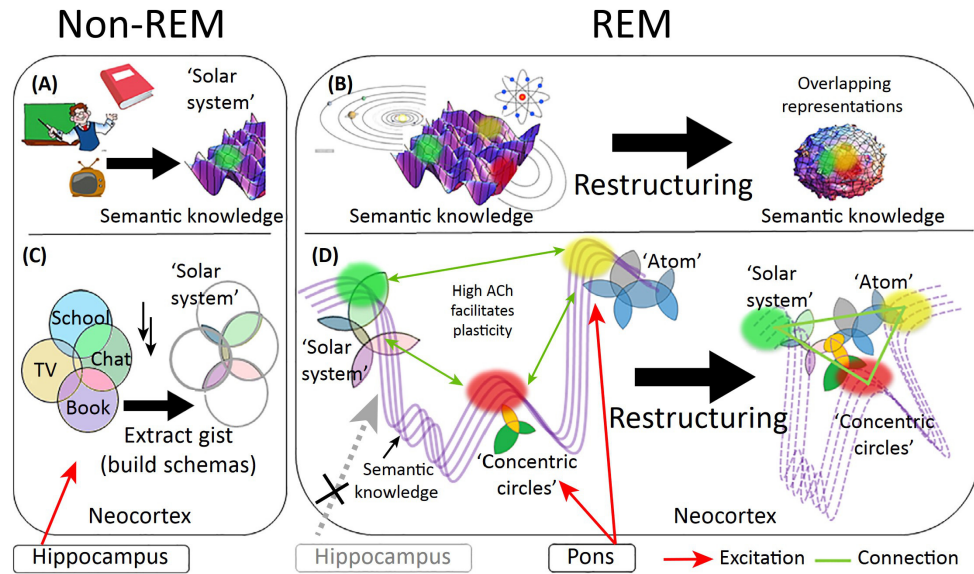 Non-REM
REM
(A)
'Solar
system'
Semantic knowledge
(B)
Semantic knowledge
Restructuring
Overlapping
representations
Semantic knowledge
(C)
School
TV
Chat
Book
'Solar
system'
Extract gist
(build schemas)
Neocortex
Hippocampus
(D)
High ACh
facilitates
plasticity
'Solar
system'
Semantic
knowledge
'Concentric
circles'
'Atom'
Restructuring
'Solar
system'
'Atom'
'Concentric
circles'
Neocortex
Hippocampus
Pons
Excitation
Connection